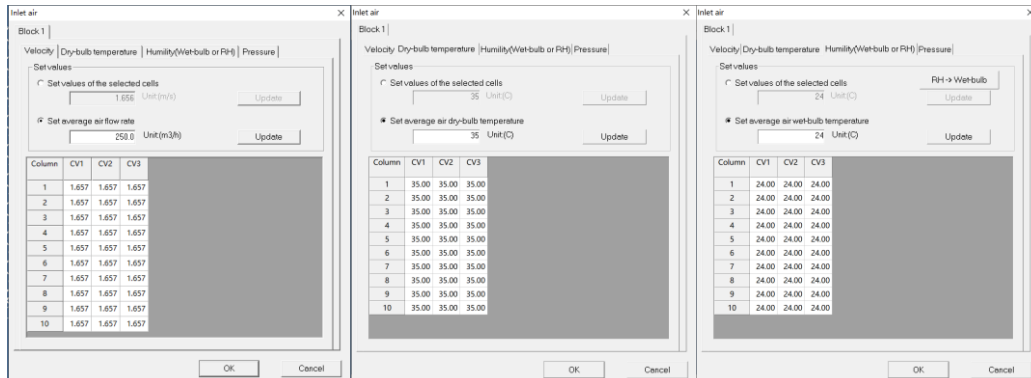 Inlet air
Block 1
Velocity Dry-bulb temperature Humidity(Wet-bulb or RH) Pressure
Set values
Set values of the selected cells
1.656 Unit:(m/s) Update
Set average air flow rate
250.0 Unit:(m3/h) Update
Column CV1 CV2 CV3
1 1.657 1.657 1.657
2 1.657 1.657 1.657
3 1.657 1.657 1.657
4 1.657 1.657 1.657
5 1.657 1.657 1.657
6 1.657 1.657 1.657
7 1.657 1.657 1.657
8 1.657 1.657 1.657
9 1.657 1.657 1.657
10 1.657 1.657 1.657
OK Cancel
Inlet air
Block 1
Velocity Dry-bulb temperature Humidity(Wet-bulb or RH) Pressure
Set values
Set values of the selected cells
35 Unit:(C) Update
Set average air dry-bulb temperature
35 Unit:(C) Update
Column CV1 CV2 CV3
1 35.00 35.00 35.00
2 35.00 35.00 35.00
3 35.00 35.00 35.00
4 35.00 35.00 35.00
5 35.00 35.00 35.00
6 35.00 35.00 35.00
7 35.00 35.00 35.00
8 35.00 35.00 35.00
9 35.00 35.00 35.00
10 35.00 35.00 35.00
OK Cancel
Inlet air
Block 1
Velocity Dry-bulb temperature Humidity(Wet-bulb or RH) Pressure
Set values
Set values of the selected cells RH -> Wet-bulb
24 Unit:(C) Update
Set average air wet-bulb temperature
24 Unit:(C) Update
Column CV1 CV2 CV3
1 24.00 24.00 24.00
2 24.00 24.00 24.00
3 24.00 24.00 24.00
4 24.00 24.00 24.00
5 24.00 24.00 24.00
6 24.00 24.00 24.00
7 24.00 24.00 24.00
8 24.00 24.00 24.00
9 24.00 24.00 24.00
10 24.00 24.00 24.00
OK Cancel